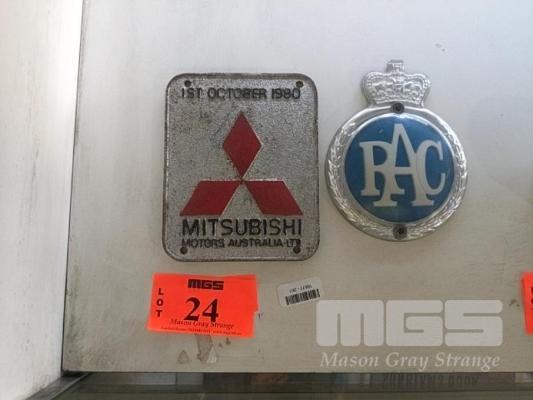 1ST OCTOBER 1980
MITSUBISHI
MOTORS AUSTRALIA LTD
RAC
MGS
LOT
24
Mason Gray Strange
MGS
Mason Gray Strange